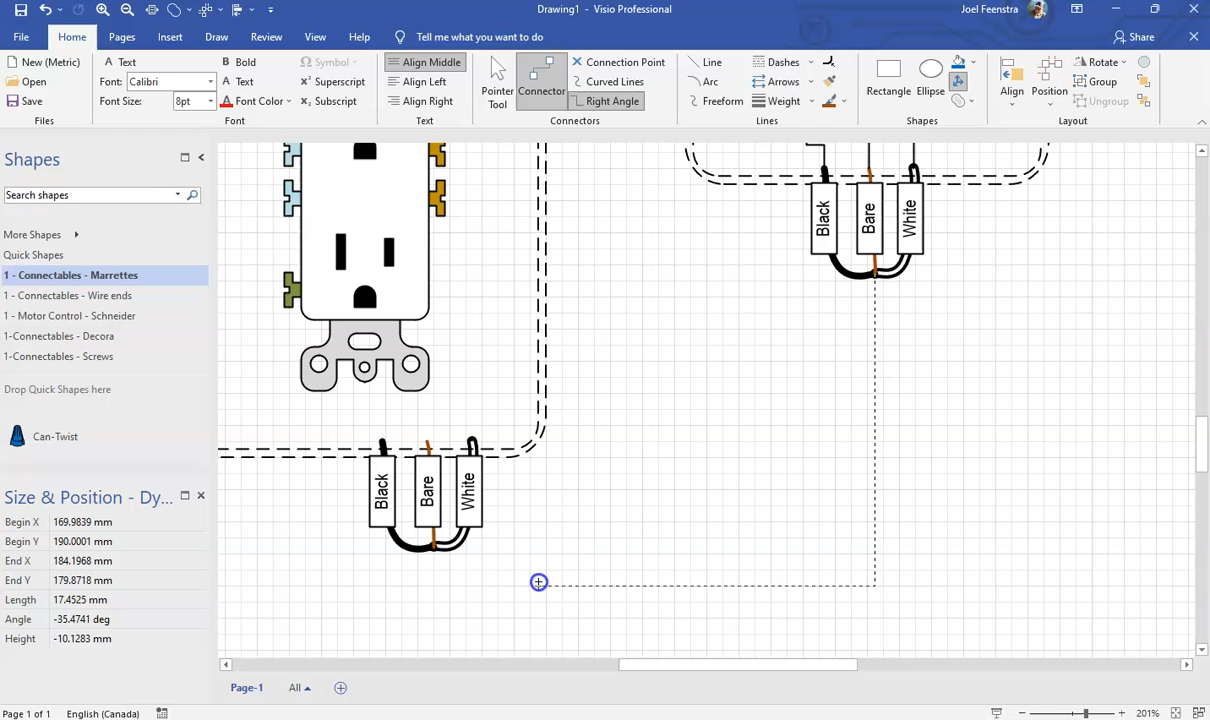 Drawing1 - Visio Professional
Joel Feenstra
File Home Pages Insert Draw Review View Help Tell me what you want to do Share
New (Metric) Text Bold Symbol Align Middle Connection Point Line Dashes Rotate
Open Font: Calibri Text Superscript Align Left Pointer Tool Connector Curved Lines Arc Arrows Rectangle Ellipse Align Position Group
Save Font Size: 8pt Font Color Subscript Align Right Right Angle Freeform Weight Ungroup
Files Font Text Connectors Lines Shapes Layout
Shapes
Search shapes
More Shapes
Quick Shapes
1 - Connectables - Marrettes
1 - Connectables - Wire ends
1 - Motor Control - Schneider
1-Connectables - Decora
1-Connectables - Screws
Drop Quick Shapes here
Can-Twist
Size & Position - Dy...
Begin X 169.9839 mm
Begin Y 190.0001 mm
End X 184.1968 mm
End Y 179.8718 mm
Length 17.4525 mm
Angle -35.4741 deg
Height -10.1283 mm
Black Bare White
Black Bare White
Page-1 All
Page 1 of 1 English (Canada) 201%